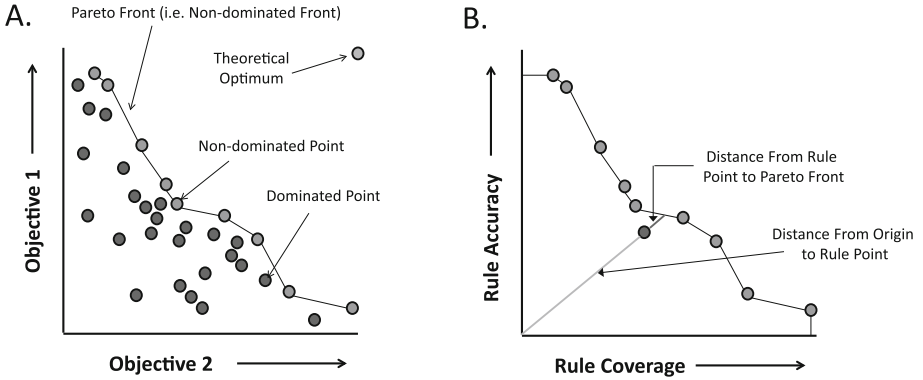 A.
Pareto Front (i.e. Non-dominated Front)
Theoretical
Optimum
Non-dominated Point
Dominated Point
Objective 1
Objective 2
B.
Distance From Rule
Point to Pareto Front
Distance From Origin
to Rule Point
Rule Accuracy
Rule Coverage